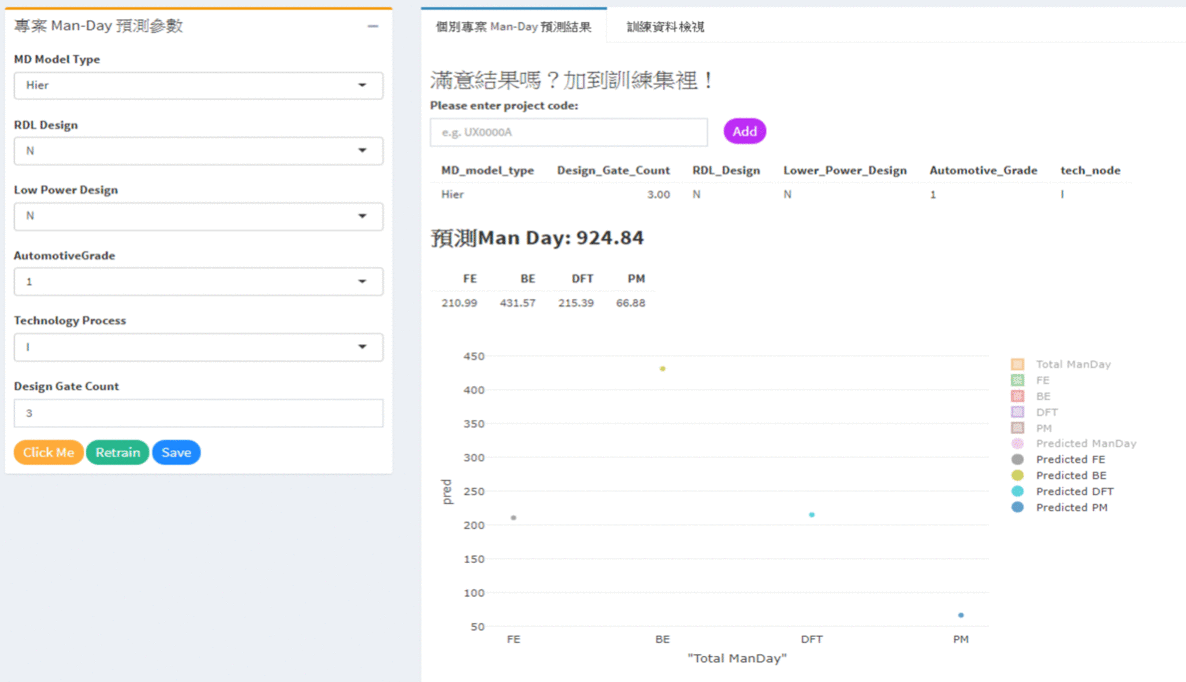 專案 Man-Day 預測參數
MD Model Type
Hier
RDL Design
N
Low Power Design
N
AutomotiveGrade
1
Technology Process
I
Design Gate Count
3
Click Me Retrain Save
個別專案 Man-Day 預測結果 訓練資料檢視
滿意結果嗎？加到訓練集裡！
Please enter project code:
e.g. UX0000A Add
MD_model_type Design_Gate_Count RDL_Design Lower_Power_Design Automotive_Grade tech_node
Hier 3.00 N N 1 I
預測Man Day: 924.84
FE BE DFT PM
210.99 431.57 215.39 66.88
450
400
350
300
250
200
150
100
50
pred
FE BE DFT PM
"Total ManDay"
Total ManDay
FE
BE
DFT
PM
Predicted ManDay
Predicted FE
Predicted BE
Predicted DFT
Predicted PM